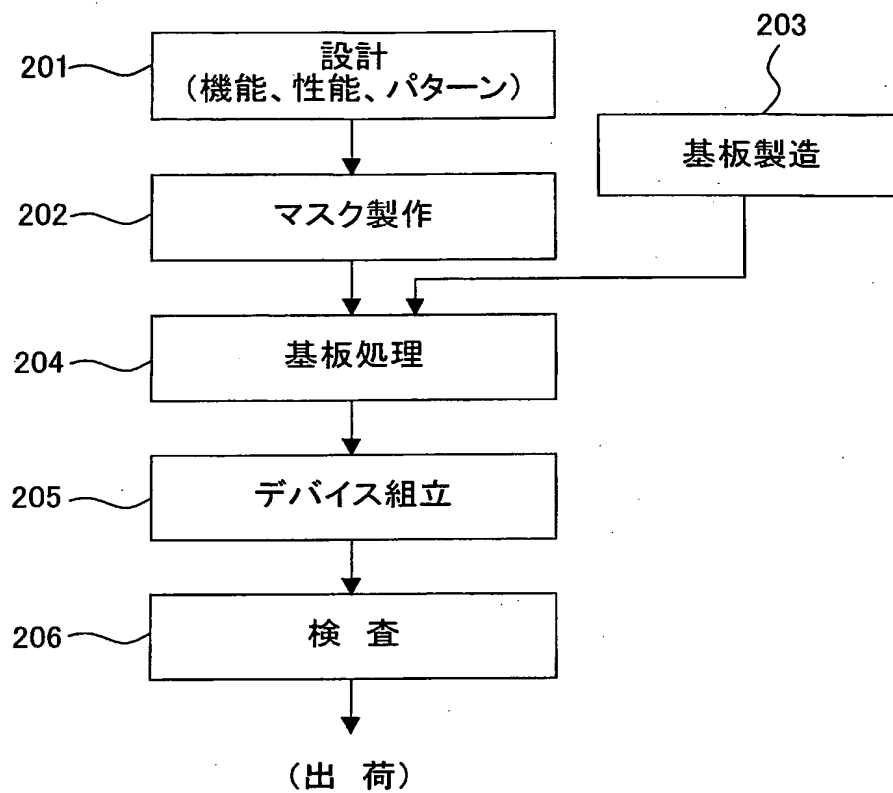 201
設計
(機能、性能、パターン)
203
基板製造
202
マスク製作
204
基板処理
205
デバイス組立
206
検 査
(出 荷)